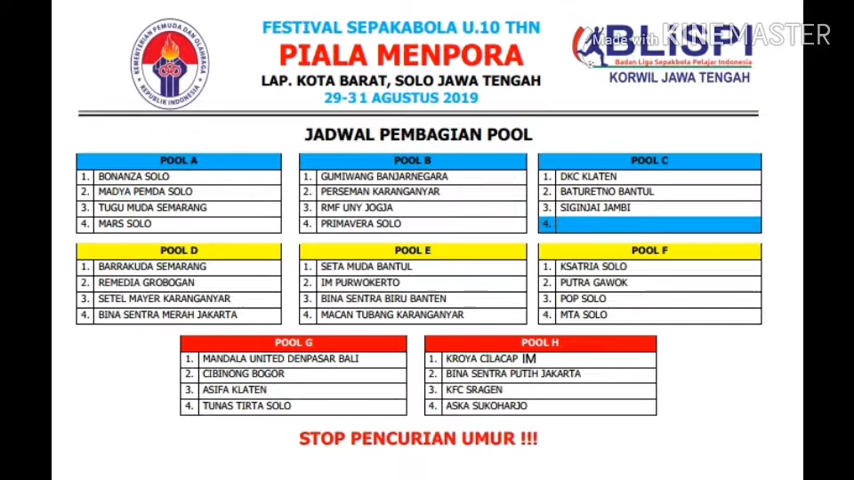 FESTIVAL SEPAKABOLA U.10 THN
PIALA MENPORA
LAP. KOTA BARAT, SOLO JAWA TENGAH
29-31 AGUSTUS 2019
KEMENTERIAN PEMUDA DAN OLAHRAGA
REPUBLIK INDONESIA
BLISPI
Made with KINEMASTER
Badan Liga Sepakbola Pelajar Indonesia
KORWIL JAWA TENGAH
JADWAL PEMBAGIAN POOL
POOL A
1. BONANZA SOLO
2. MADYA PEMDA SOLO
3. TUGU MUDA SEMARANG
4. MARS SOLO
POOL B
1. GUMIWANG BANJARNEGARA
2. PERSEMAN KARANGANYAR
3. RMF UNY JOGJA
4. PRIMAVERA SOLO
POOL C
1. DKC KLATEN
2. BATURETNO BANTUL
3. SIGINJAI JAMBI
4.
POOL D
1. BARRAKUDA SEMARANG
2. REMEDIA GROBOGAN
3. SETEL MAYER KARANGANYAR
4. BINA SENTRA MERAH JAKARTA
POOL E
1. SETA MUDA BANTUL
2. IM PURWOKERTO
3. BINA SENTRA BIRU BANTEN
4. MACAN TUBANG KARANGANYAR
POOL F
1. KSATRIA SOLO
2. PUTRA GAWOK
3. POP SOLO
4. MTA SOLO
POOL G
1. MANDALA UNITED DENPASAR BALI
2. CIBINONG BOGOR
3. ASIFA KLATEN
4. TUNAS TIRTA SOLO
POOL H
1. KROYA CILACAP IM
2. BINA SENTRA PUTIH JAKARTA
3. KFC SRAGEN
4. ASKA SUKOHARJO
STOP PENCURIAN UMUR !!!